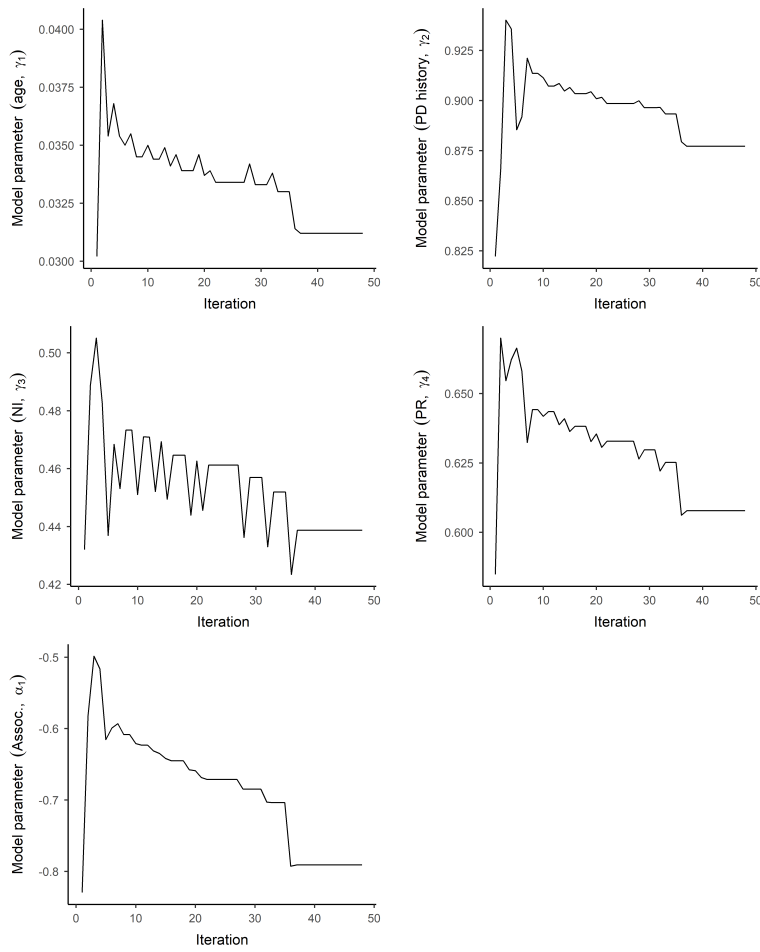 Model parameter (age, γ1)
0.0400
0.0375
0.0350
0.0325
0.0300
0 10 20 30 40 50
Iteration
Model parameter (PD history, γ2)
0.925
0.900
0.875
0.850
0.825
0 10 20 30 40 50
Iteration
Model parameter (NI, γ3)
0.50
0.48
0.46
0.44
0.42
0 10 20 30 40 50
Iteration
Model parameter (PR, γ4)
0.650
0.625
0.600
0 10 20 30 40 50
Iteration
Model parameter (Assoc., α1)
-0.5
-0.6
-0.7
-0.8
0 10 20 30 40 50
Iteration